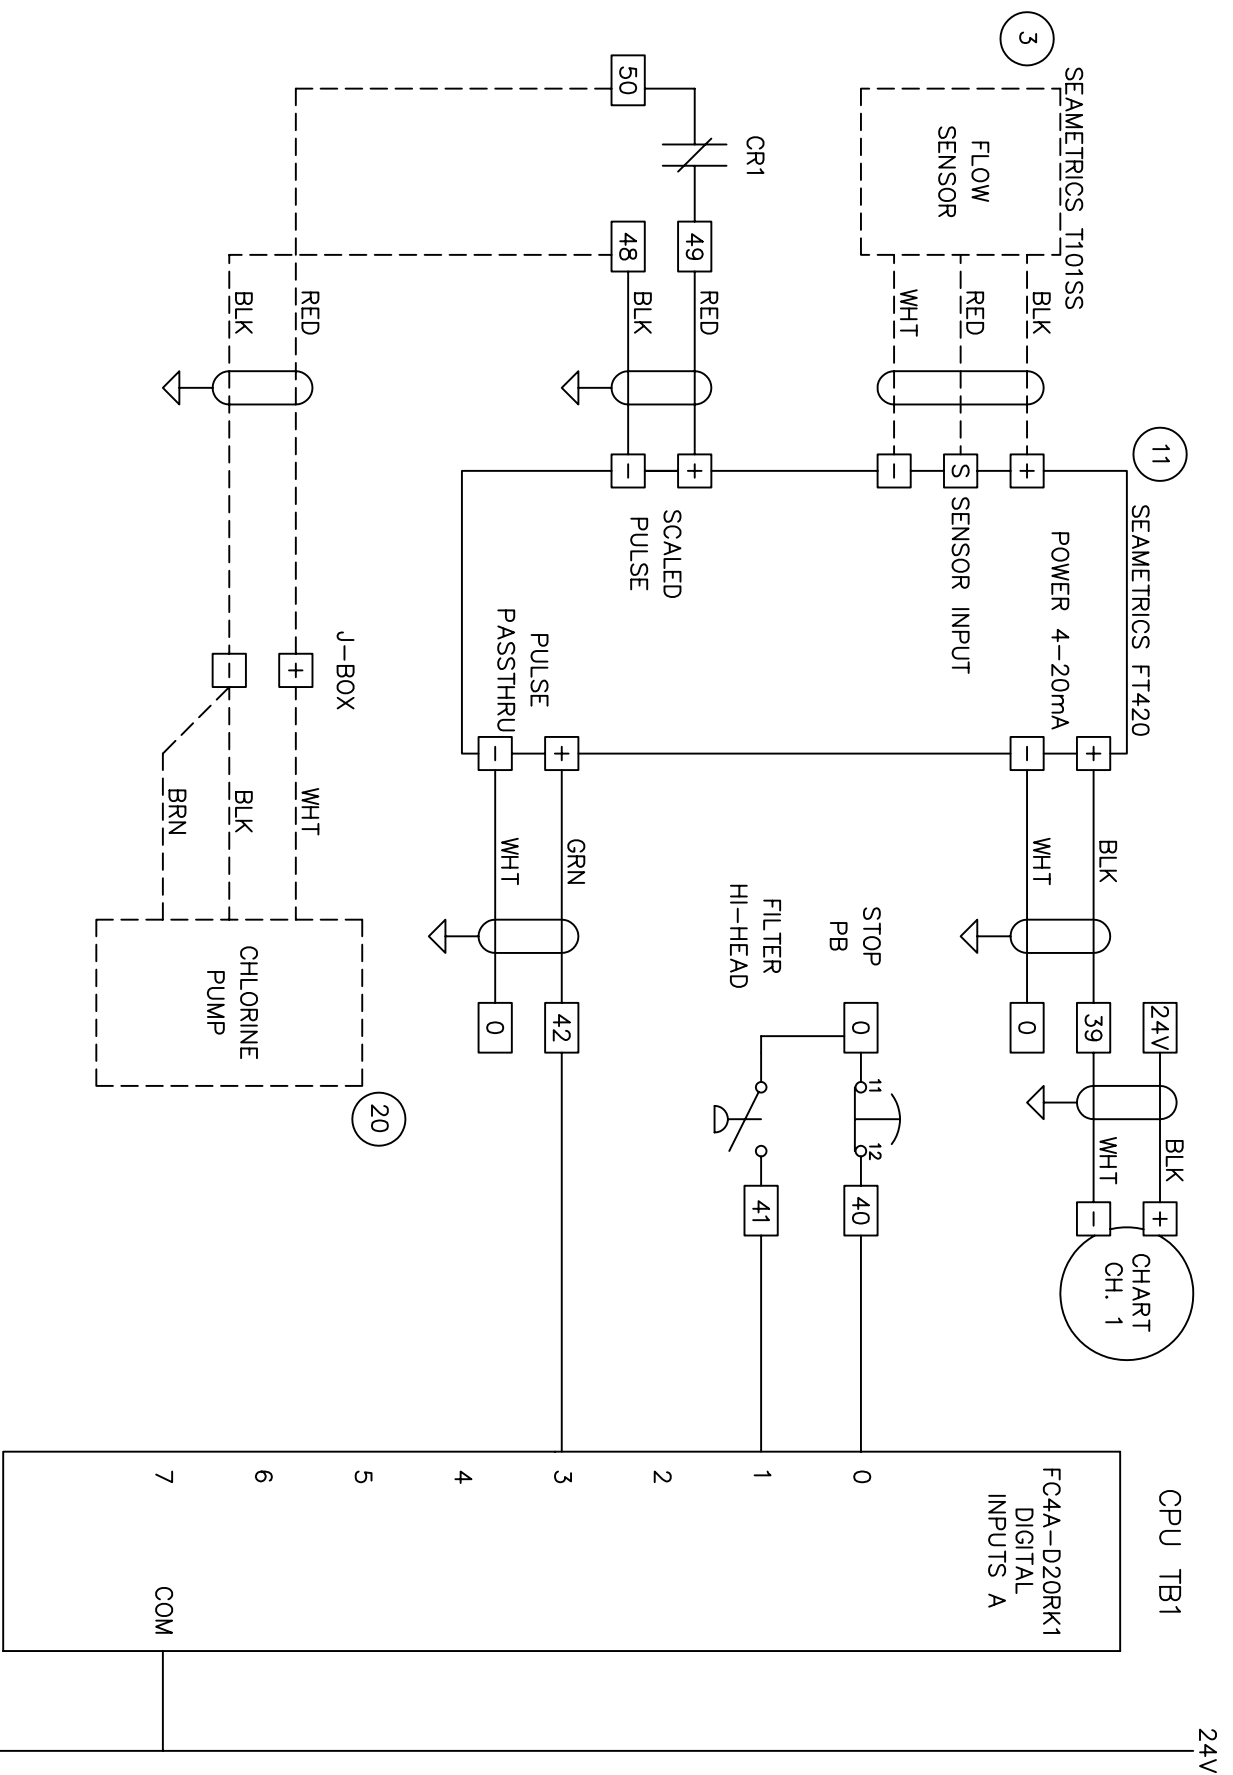 3
SEAMETRICS T101SS
FLOW
SENSOR
BLK
RED
WHT
11
SEAMETRICS FT420
POWER 4-20mA
+
S
-
SENSOR INPUT
+
-
BLK
WHT
39
0
24V
BLK
WHT
+
-
CHART
CH. 1
CPU TB1
24V
FC4A-D20RK1
DIGITAL
INPUTS A
STOP
PB
0
11
12
40
0
FILTER
HI-HEAD
41
1
2
CR1
50
49
48
RED
BLK
+
-
SCALED
PULSE
PULSE
PASSTHRU
+
-
GRN
WHT
42
0
3
4
5
6
7
COM
RED
BLK
J-BOX
+
-
WHT
BLK
BRN
CHLORINE
PUMP
20